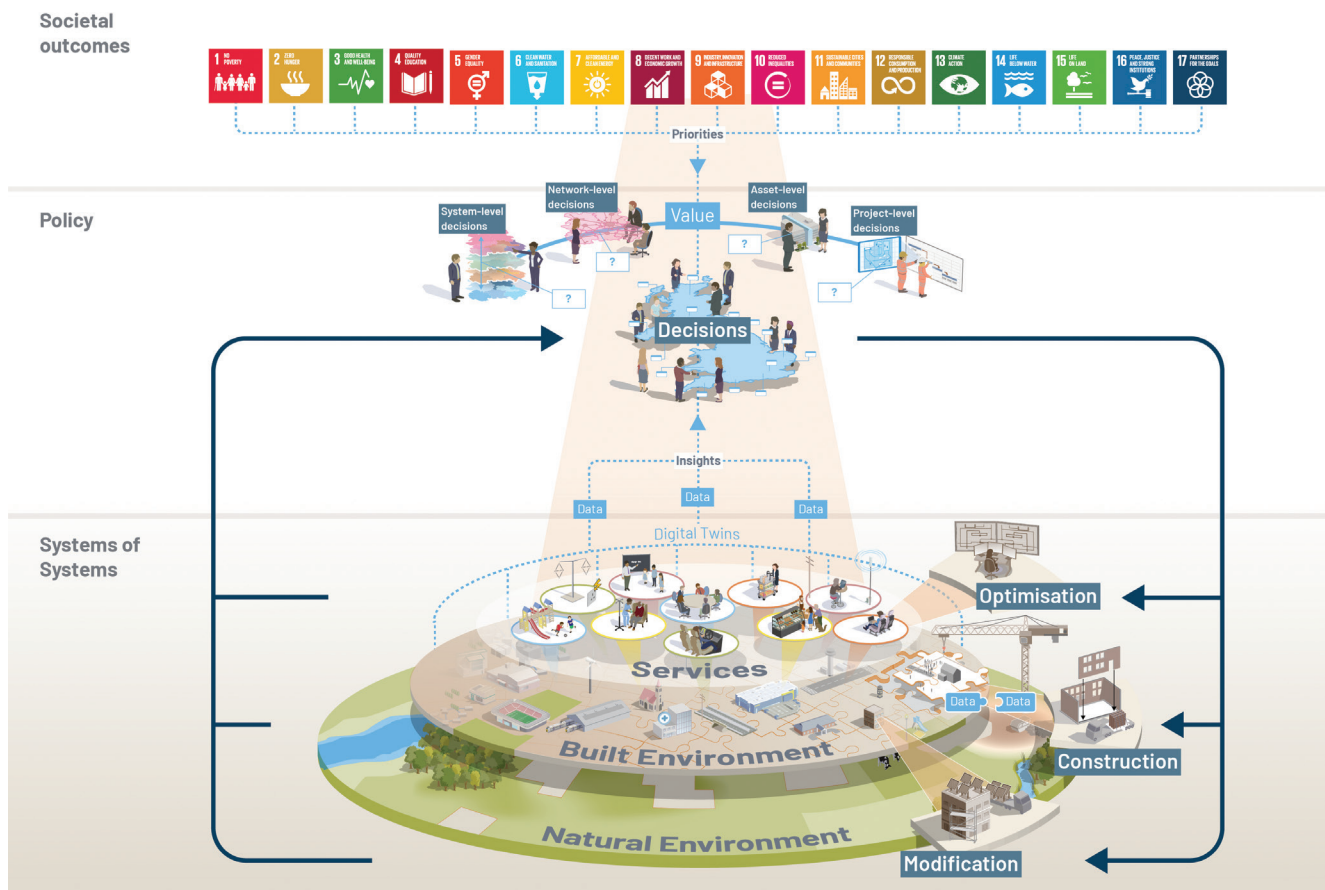 Societal
outcomes
1 NO
POVERTY
2 ZERO
HUNGER
3 GOOD HEALTH
AND WELL-BEING
4 QUALITY
EDUCATION
5 GENDER
EQUALITY
6 CLEAN WATER
AND SANITATION
7 AFFORDABLE AND
CLEAN ENERGY
8 DECENT WORK AND
ECONOMIC GROWTH
9 INDUSTRY, INNOVATION
AND INFRASTRUCTURE
10 REDUCED
INEQUALITIES
11 SUSTAINABLE CITIES
AND COMMUNITIES
12 RESPONSIBLE
CONSUMPTION
AND PRODUCTION
13 CLIMATE
ACTION
14 LIFE
BELOW WATER
15 LIFE
ON LAND
16 PEACE, JUSTICE
AND STRONG
INSTITUTIONS
17 PARTNERSHIPS
FOR THE GOALS
Priorities
Policy
System-level
decisions
Network-level
decisions
Value
Asset-level
decisions
Project-level
decisions
?
?
?
?
Decisions
Insights
Data
Data
Data
Digital Twins
Systems of
Systems
Optimisation
Services
Data
Data
Built Environment
Construction
Natural Environment
Modification